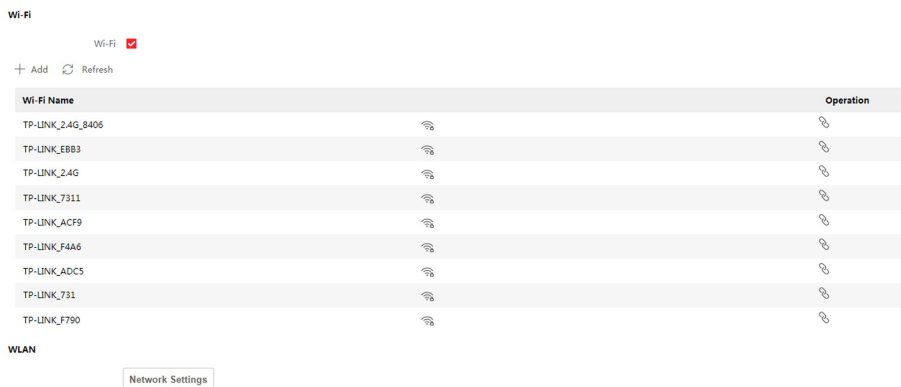 Wi-Fi
Wi-Fi
Add Refresh
Wi-Fi Name Operation
TP-LINK_2.4G_8406
TP-LINK_EBB3
TP-LINK_2.4G
TP-LINK_7311
TP-LINK_ACF9
TP-LINK_F4A6
TP-LINK_ADC5
TP-LINK_731
TP-LINK_F790
WLAN
Network Settings